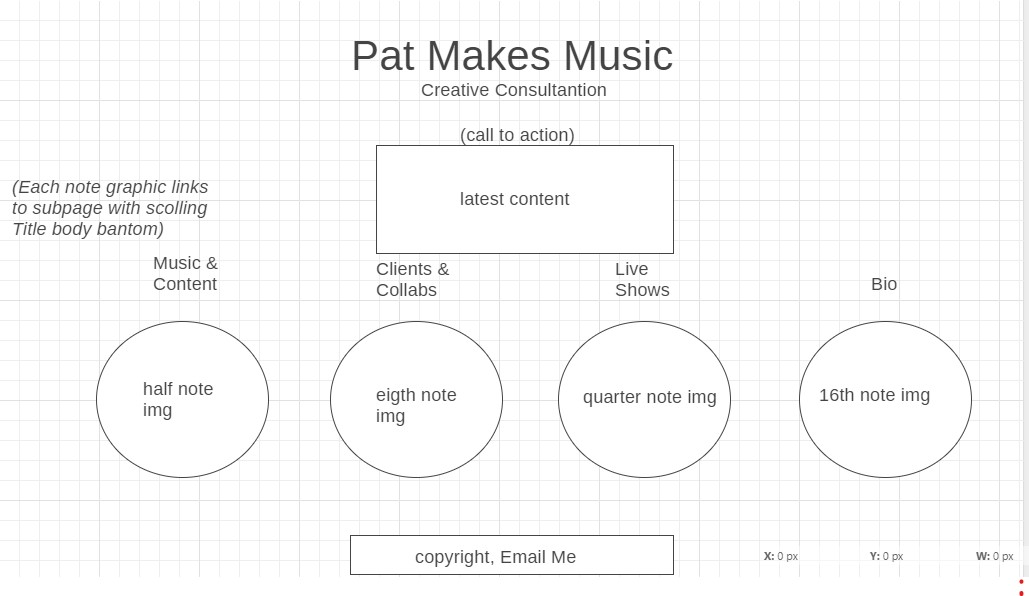 Pat Makes Music
Creative Consultantion
(call to action)
latest content
(Each note graphic links
to subpage with scolling
Title body bantom)
Music &
Content
Clients &
Collabs
Live
Shows
Bio
half note
img
eigth note
img
quarter note img
16th note img
copyright, Email Me
X: 0 px Y: 0 px W: 0 px